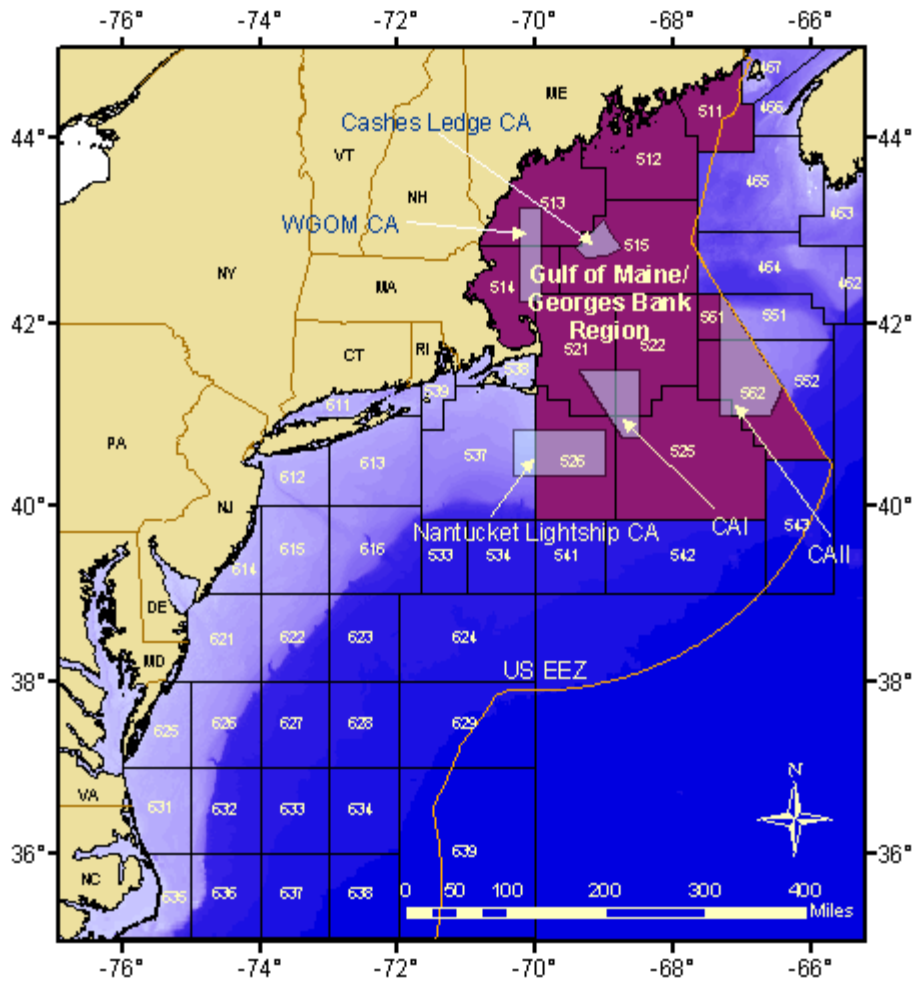 -76° -74° -72° -70° -68° -66°
467
ME
511
466
44°
44°
Cashes Ledge CA
VT
512
465
NH
513
463
WGOM CA
515
464
462
NY
514
Gulf of Maine/
MA
Georges Bank
561
551
42°
Region
42°
CT
RI
521
522
538
552
539
562
611
PA
537
526
525
612
613
40°
NJ
40°
Nantucket Lightship CA
CAI
543
615
616
533
534
541
542
CAII
614
DE
621
622
623
624
MD
US EEZ
38°
38°
625
626
627
628
629
N
VA
631
632
633
634
36°
639
36°
NC
635
636
637
638
0 50 100 200 300 400
Miles
-76° -74° -72° -70° -68° -66°